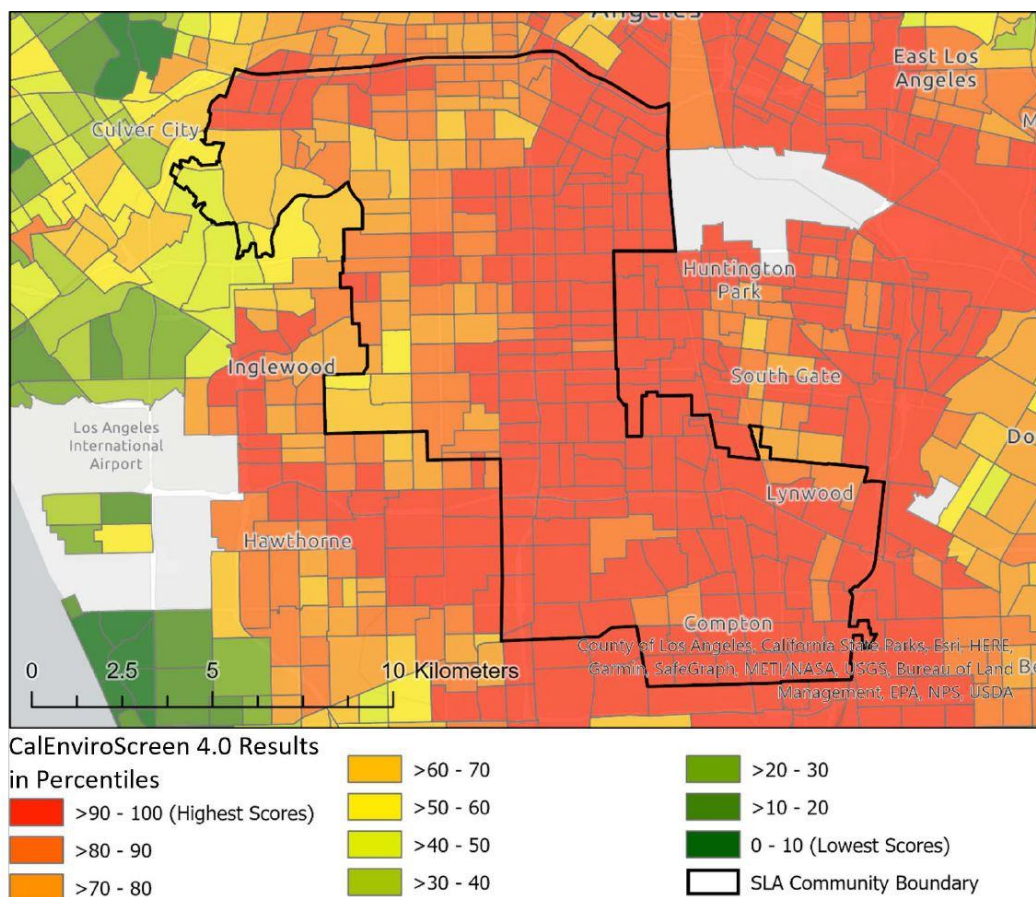 Angeles
East Los
Angeles
Culver City
M
Huntington
Park
Inglewood
South Gate
Los Angeles
International
Airport
Do
Lynwood
Hawthorne
Compton
County of Los Angeles, California State Parks, Esri, HERE,
Garmin, SafeGraph, METI/NASA, USGS, Bureau of Land
Management, EPA, NPS, USDA
Be
0 2.5 5 10 Kilometers
CalEnviroScreen 4.0 Results
in Percentiles
>90 - 100 (Highest Scores)
>80 - 90
>70 - 80
>60 - 70
>50 - 60
>40 - 50
>30 - 40
>20 - 30
>10 - 20
0 - 10 (Lowest Scores)
SLA Community Boundary